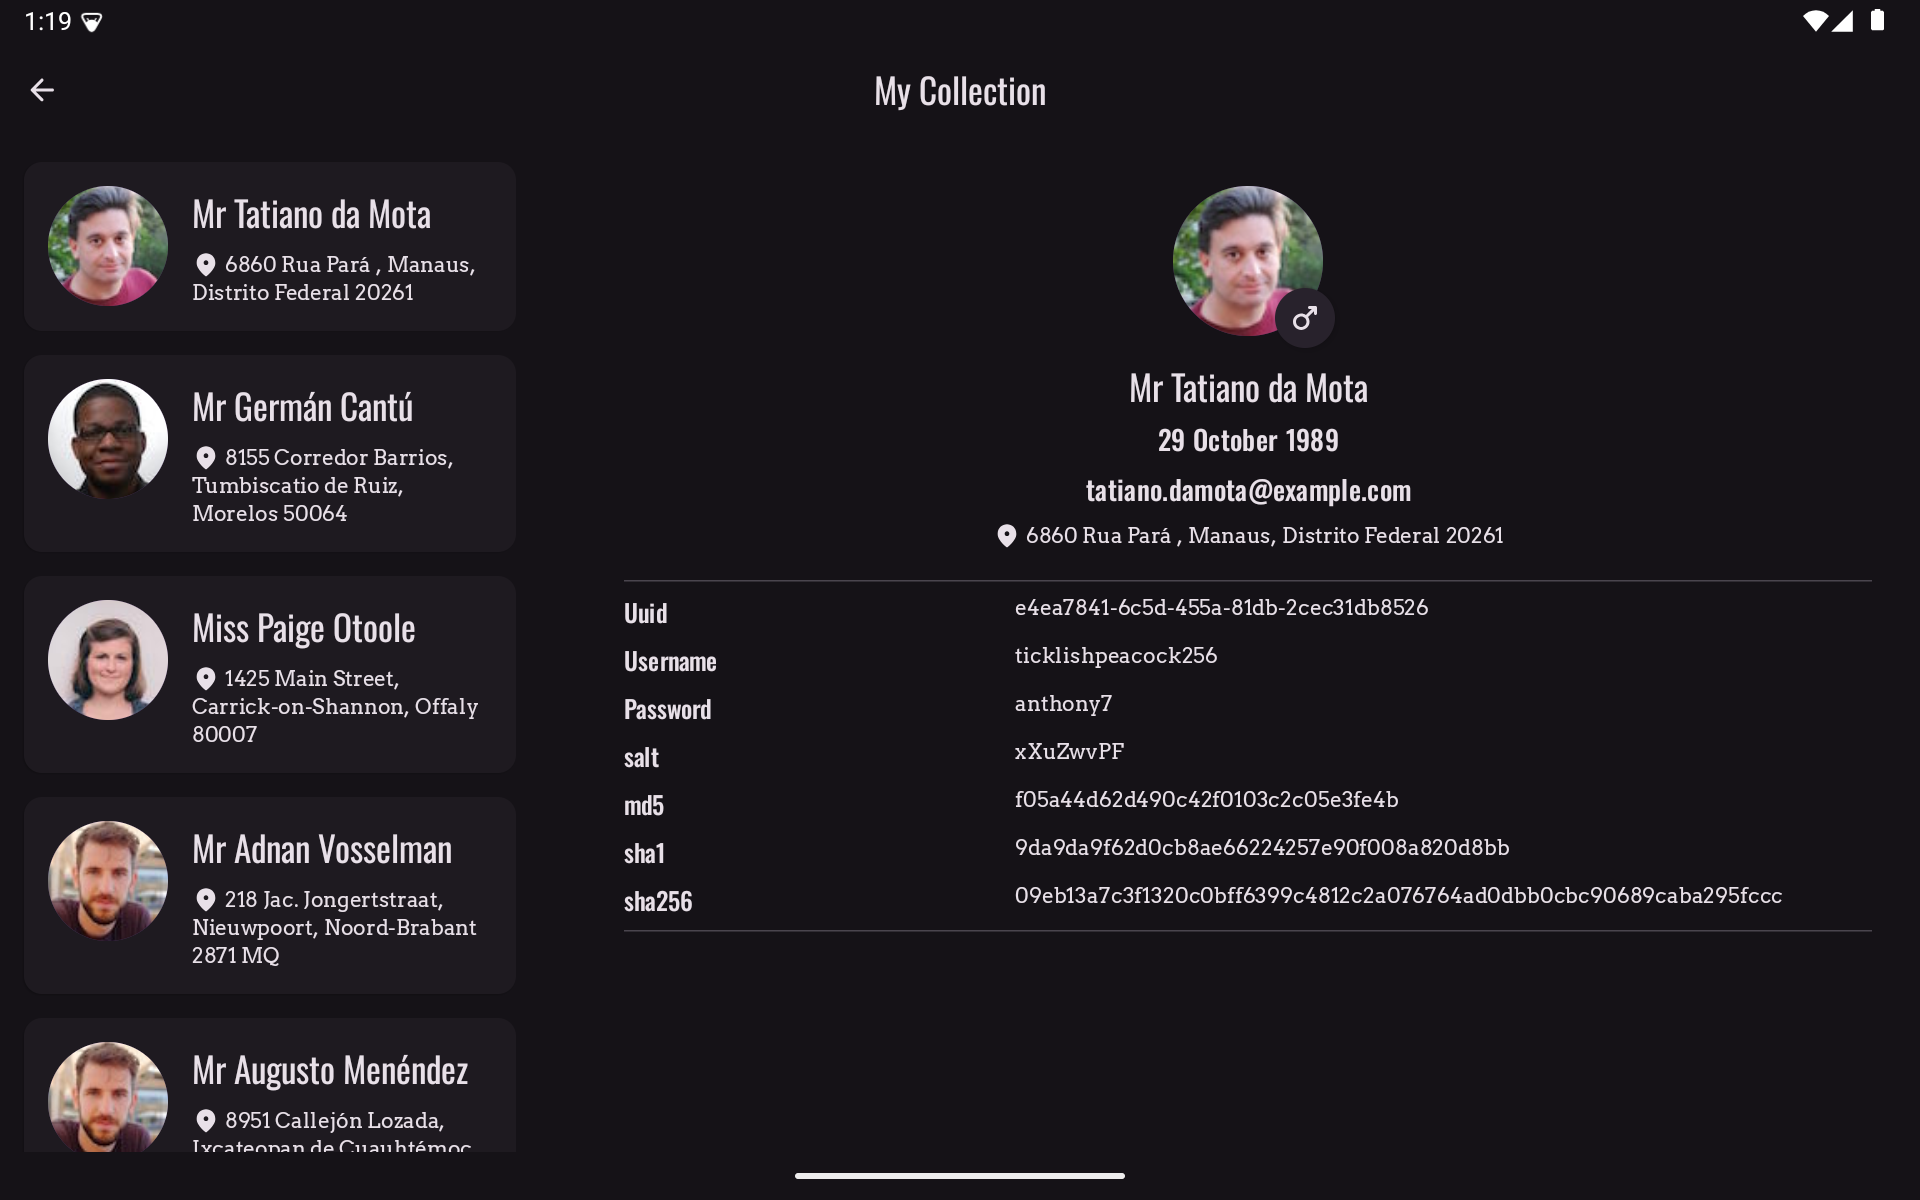 1:19
My Collection
Mr Tatiano da Mota
6860 Rua Pará , Manaus,
Distrito Federal 20261
Mr Germán Cantú
8155 Corredor Barrios,
Tumbiscatio de Ruiz,
Morelos 50064
Miss Paige Otoole
1425 Main Street,
Carrick-on-Shannon, Offaly
80007
Mr Adnan Vosselman
218 Jac. Jongertstraat,
Nieuwpoort, Noord-Brabant
2871 MQ
Mr Augusto Menéndez
8951 Callejón Lozada,
Ixcateopan de Cuauhtémoc
Mr Tatiano da Mota
29 October 1989
tatiano.damota@example.com
6860 Rua Pará , Manaus, Distrito Federal 20261
Uuid e4ea7841-6c5d-455a-81db-2cec31db8526
Username ticklishpeacock256
Password anthony7
salt xXuZwvPF
md5 f05a44d62d490c42f0103c2c05e3fe4b
sha1 9da9da9f62d0cb8ae66224257e90f008a820d8bb
sha256 09eb13a7c3f1320c0bff6399c4812c2a076764ad0dbb0cbc90689caba295fccc